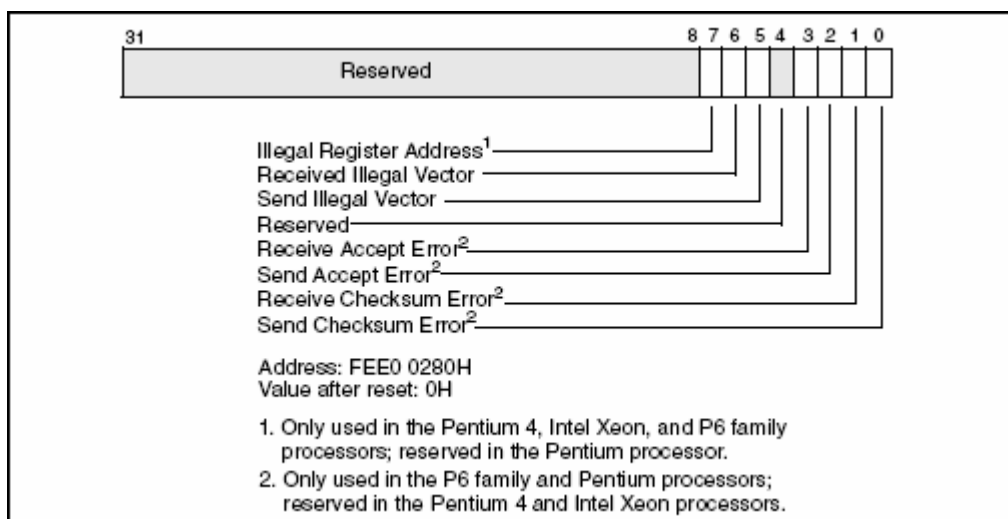 31 8 7 6 5 4 3 2 1 0
Reserved
Illegal Register Address1
Received Illegal Vector
Send Illegal Vector
Reserved
Receive Accept Error2
Send Accept Error2
Receive Checksum Error2
Send Checksum Error2
Address: FEE0 0280H
Value after reset: 0H
1. Only used in the Pentium 4, Intel Xeon, and P6 family
processors; reserved in the Pentium processor.
2. Only used in the P6 family and Pentium processors;
reserved in the Pentium 4 and Intel Xeon processors.